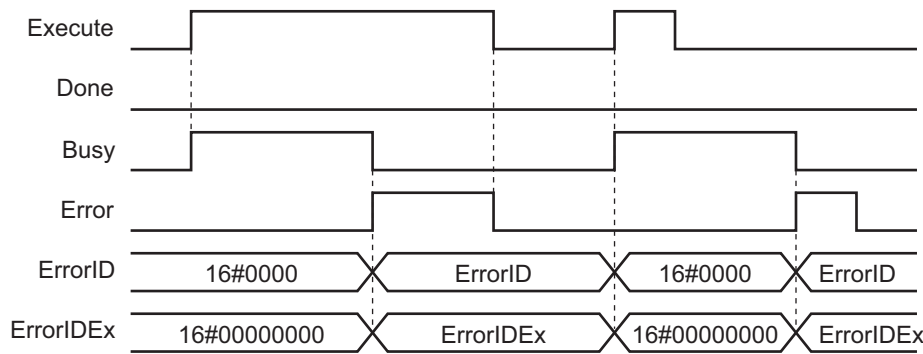 Execute
Done
Busy
Error
ErrorID 16#0000 ErrorID 16#0000 ErrorID
ErrorIDEx 16#00000000 ErrorIDEx 16#00000000 ErrorIDEx